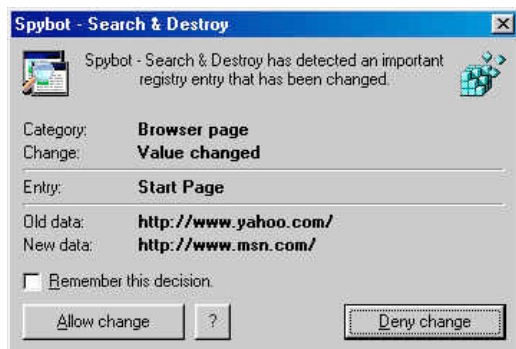 Spybot - Search & Destroy
Spybot - Search & Destroy has detected an important
registry entry that has been changed.
Category: Browser page
Change: Value changed
Entry: Start Page
Old data: http://www.yahoo.com/
New data: http://www.msn.com/
Remember this decision.
Allow change ? Deny change